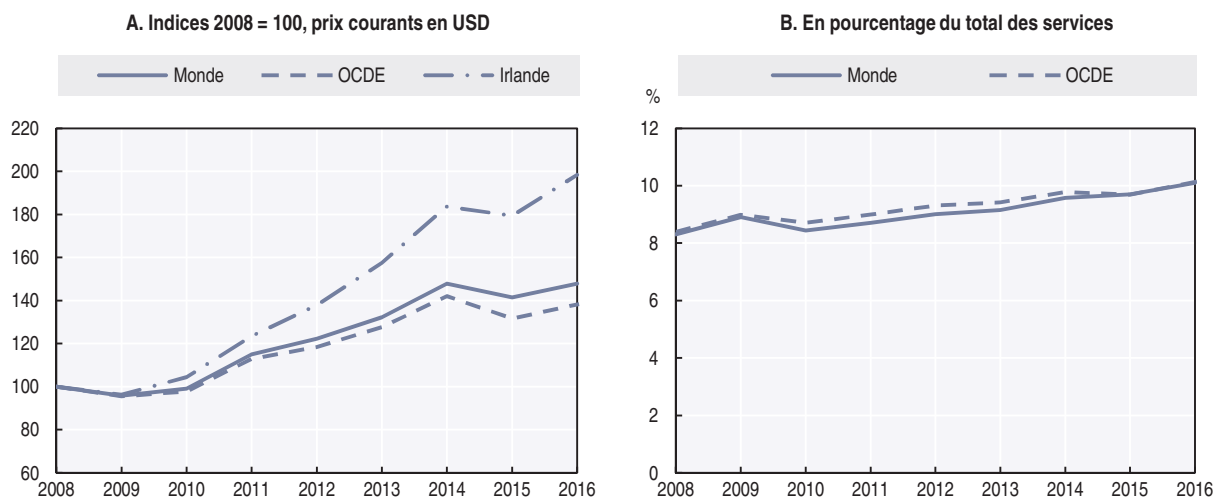 A. Indices 2008 = 100, prix courants en USD
Monde OCDE Irlande
220
200
180
160
140
120
100
80
60
2008 2009 2010 2011 2012 2013 2014 2015 2016
B. En pourcentage du total des services
Monde OCDE
%
12
10
8
6
4
2
0
2008 2009 2010 2011 2012 2013 2014 2015 2016